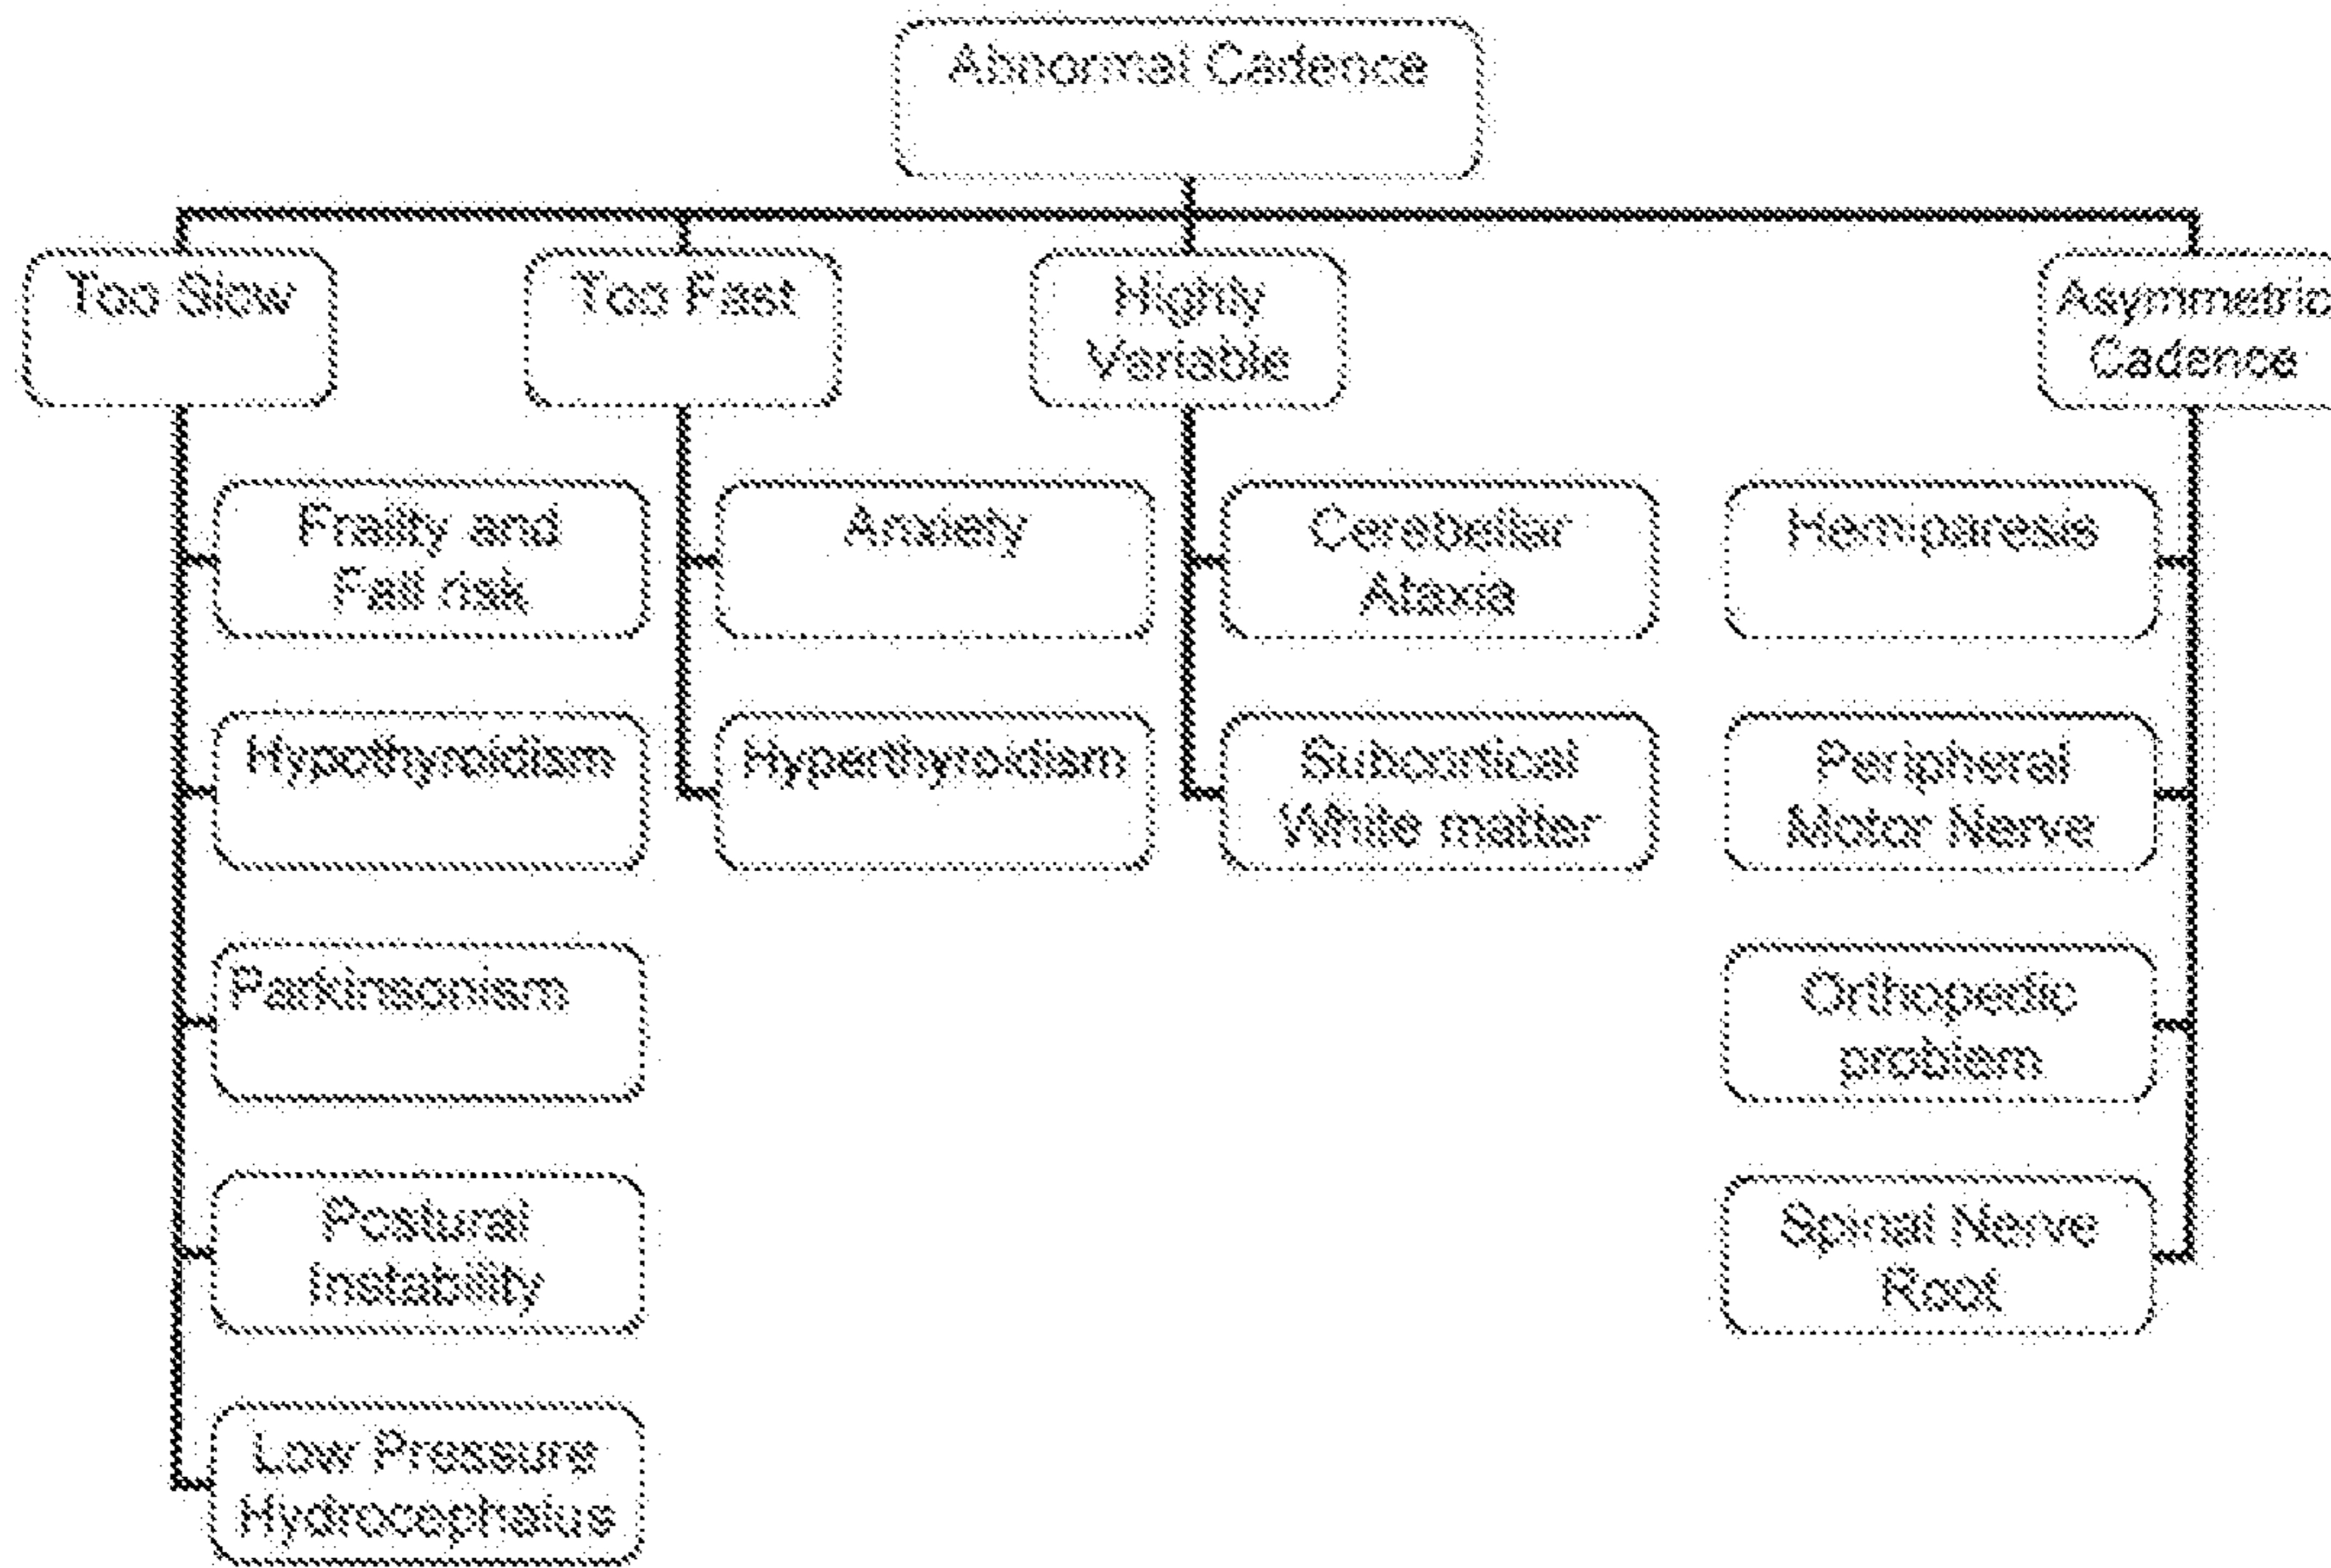 Abnormal Cadence
Too Slow
Too Fast
Highly
Variable
Asymmetric
Cadence
Frailty and
Fall risk
Hypothyroidism
Parkinsonism
Postural
Instability
Low Pressure
Hydrocephalus
Anxiety
Hyperthyroidism
Cerebellar
Ataxia
Subcortical
White matter
Hemiparesis
Peripheral
Motor Nerve
Orthopedic
problem
Spinal Nerve
Root